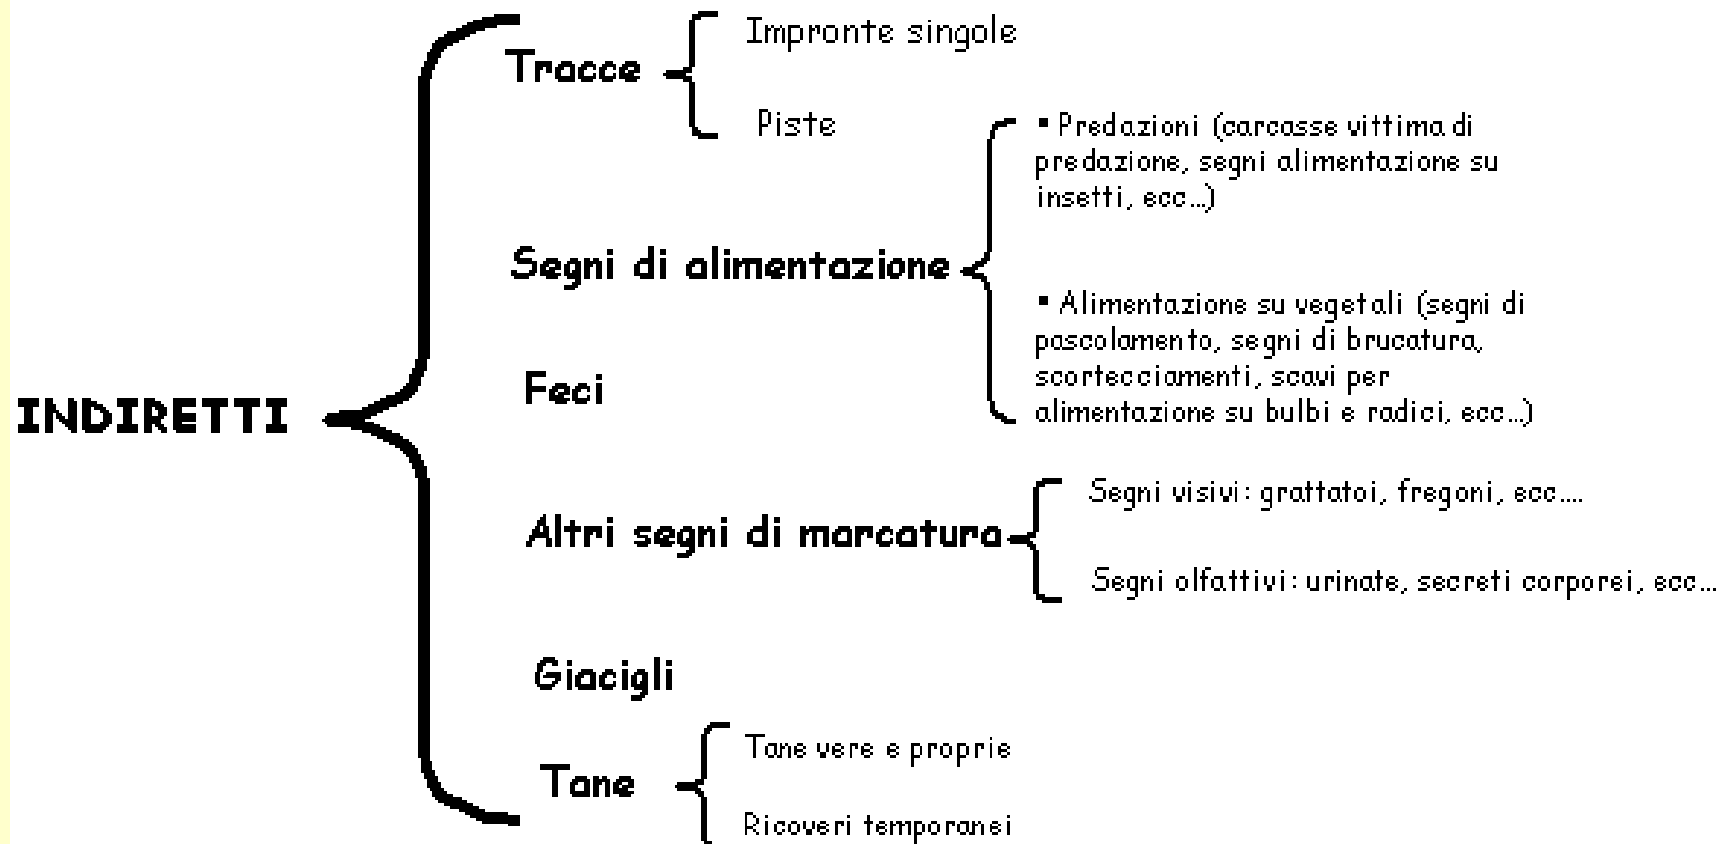 INDIRETTI
Tracce
Impronte singole
Piste
Segni di alimentazione
▪ Predazioni (carcasse vittima di
predazione, segni alimentazione su
insetti, ecc...)
▪ Alimentazione su vegetali (segni di
pascolamento, segni di brucatura,
scortecciamenti, scavi per
alimentazione su bulbi e radici, ecc...)
Feci
Altri segni di marcatura
Segni visivi: grattatoi, fregoni, ecc....
Segni olfattivi: urinate, secreti corporei, ecc...
Giacigli
Tane
Tane vere e proprie
Ricoveri temporanei